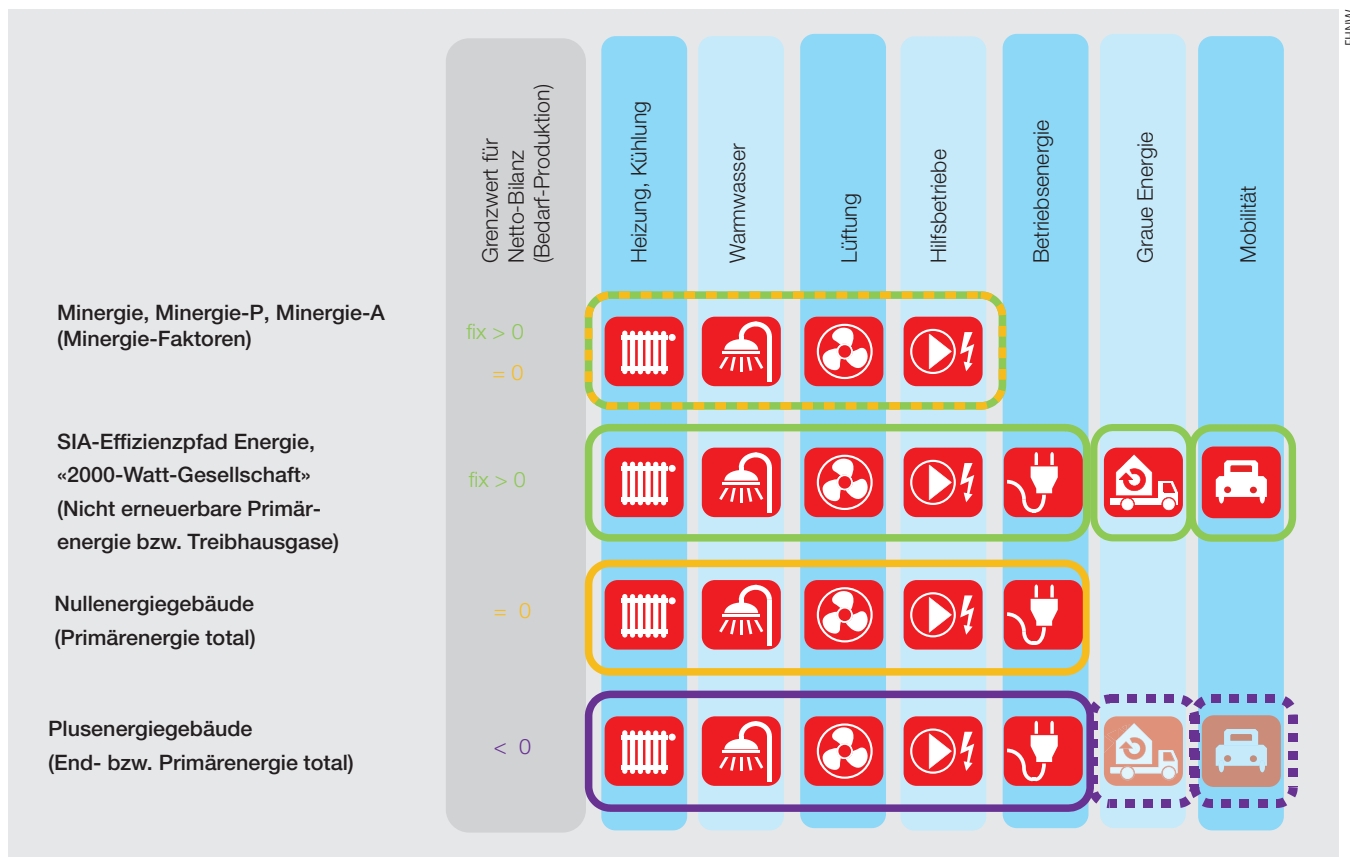 FHNW
Grenzwert für
Netto-Bilanz
(Bedarf-Produktion)
Heizung, Kühlung
Warmwasser
Lüftung
Hilfsbetriebe
Betriebsenergie
Graue Energie
Mobilität
Minergie, Minergie-P, Minergie-A
(Minergie-Faktoren)
fix > 0
= 0
SIA-Effizienzpfad Energie,
«2000-Watt-Gesellschaft»
(Nicht erneuerbare Primär-
energie bzw. Treibhausgase)
fix > 0
Nullenergiegebäude
(Primärenergie total)
= 0
Plusenergiegebäude
(End- bzw. Primärenergie total)
< 0